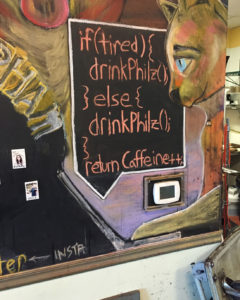 if(tired){
drinkPhilz();
} else {
drinkPhilz();
}
return Caffeine++
INSTA